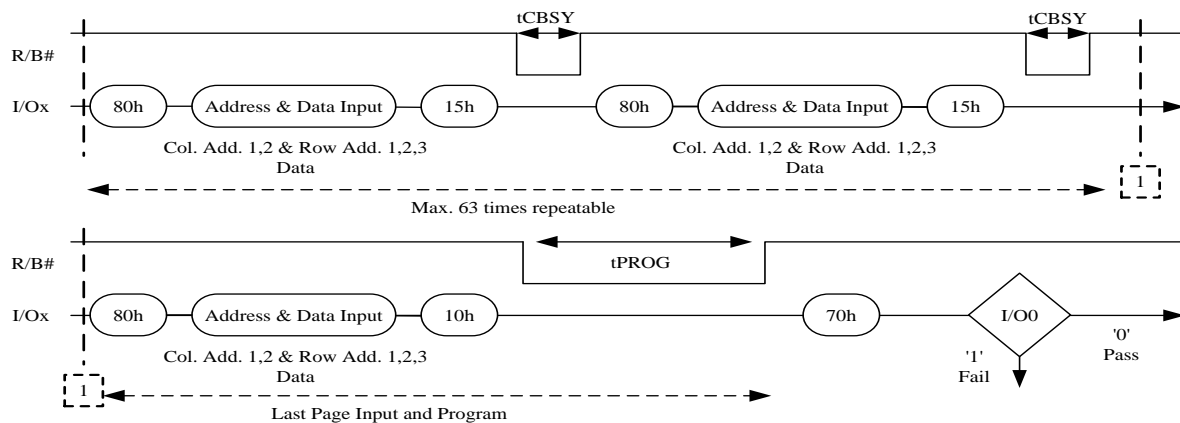 tCBSY tCBSY
R/B#
I/Ox 80h Address & Data Input 15h 80h Address & Data Input 15h
Col. Add. 1,2 & Row Add. 1,2,3 Col. Add. 1,2 & Row Add. 1,2,3
Data Data
1
Max. 63 times repeatable
R/B# tPROG
I/Ox 80h Address & Data Input 10h 70h I/O0
'0'
Pass
Col. Add. 1,2 & Row Add. 1,2,3 '1'
Data Fail
1
Last Page Input and Program